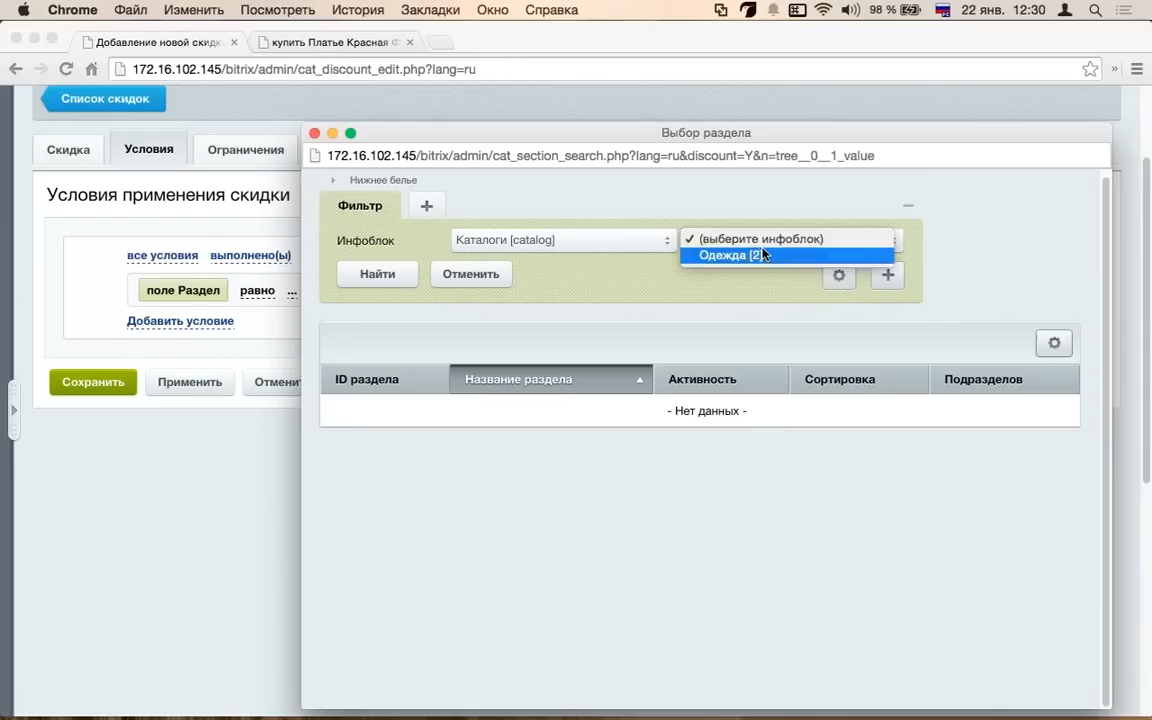 Chrome Файл Изменить Посмотреть История Закладки Окно Справка 98 % 22 янв. 12:30
Добавление новой скидк × купить Платье Красная Ф ×
172.16.102.145/bitrix/admin/cat_discount_edit.php?lang=ru »
Список скидок
Скидка Условия Ограничения
Условия применения скидки
все условия выполнено(ы)
поле Раздел равно ...
Добавить условие
Сохранить Применить Отмени
Выбор раздела
172.16.102.145/bitrix/admin/cat_section_search.php?lang=ru&discount=Y&n=tree__0__1_value
Нижнее белье
Фильтр +
Инфоблок Каталоги [catalog] ✓ (выберите инфоблок)
Одежда [2]
Найти Отменить
ID раздела Название раздела Активность Сортировка Подразделов
- Нет данных -